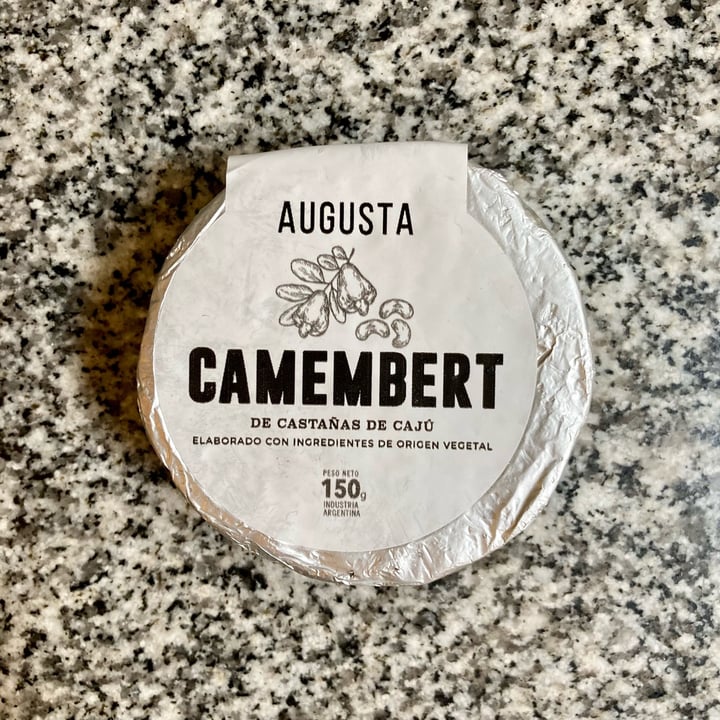 AUGUSTA
CAMEMBERT
DE CASTAÑAS DE CAJÚ
ELABORADO CON INGREDIENTES DE ORIGEN VEGETAL
PESO NETO
150g
INDUSTRIA
ARGENTINA